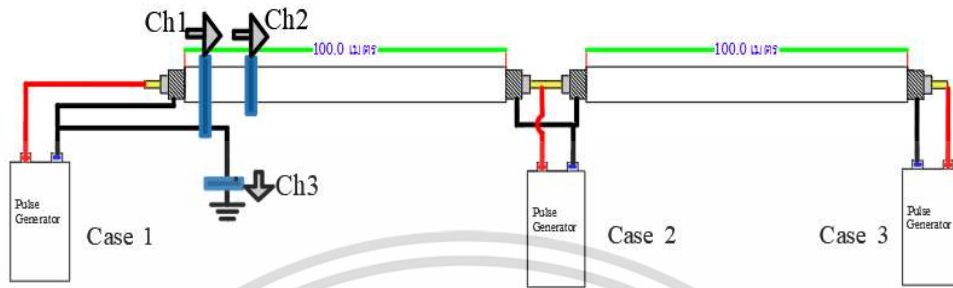 Ch1
Ch2
100.0 เมตร
100.0 เมตร
Ch3
Pulse
Generator
Case 1
Pulse
Generator
Case 2
Case 3
Pulse
Generator